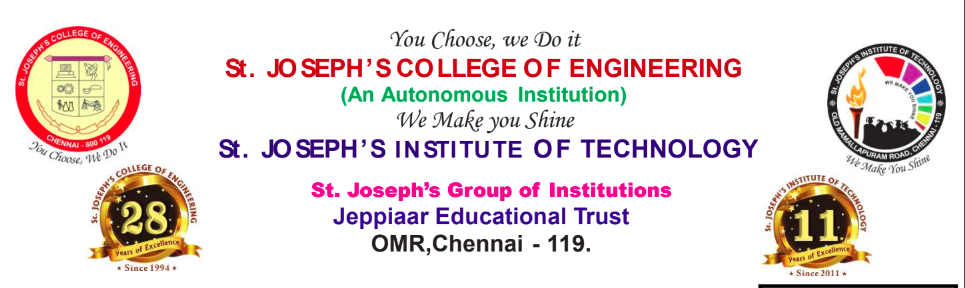 You Choose, we Do it
St. JOSEPH'S COLLEGE OF ENGINEERING
(An Autonomous Institution)
We Make you Shine
St. JOSEPH'S INSTITUTE OF TECHNOLOGY
St. Joseph's Group of Institutions
Jeppiaar Educational Trust
OMR,Chennai - 119.
St. JOSEPH'S COLLEGE OF ENGINEERING
CHENNAI - 600 119
You Choose, We Do It
St. JOSEPH'S COLLEGE OF ENGINEERING
28
Years of Excellence
★ Since 1994 ★
St. JOSEPH'S INSTITUTE OF TECHNOLOGY
WE MAKE YOU SHINE
OLD MAMALLAPURAM ROAD, CHENNAI - 119
We Make You Shine
St. JOSEPH'S INSTITUTE OF TECHNOLOGY
11
Years of Excellence
★ Since 2011 ★